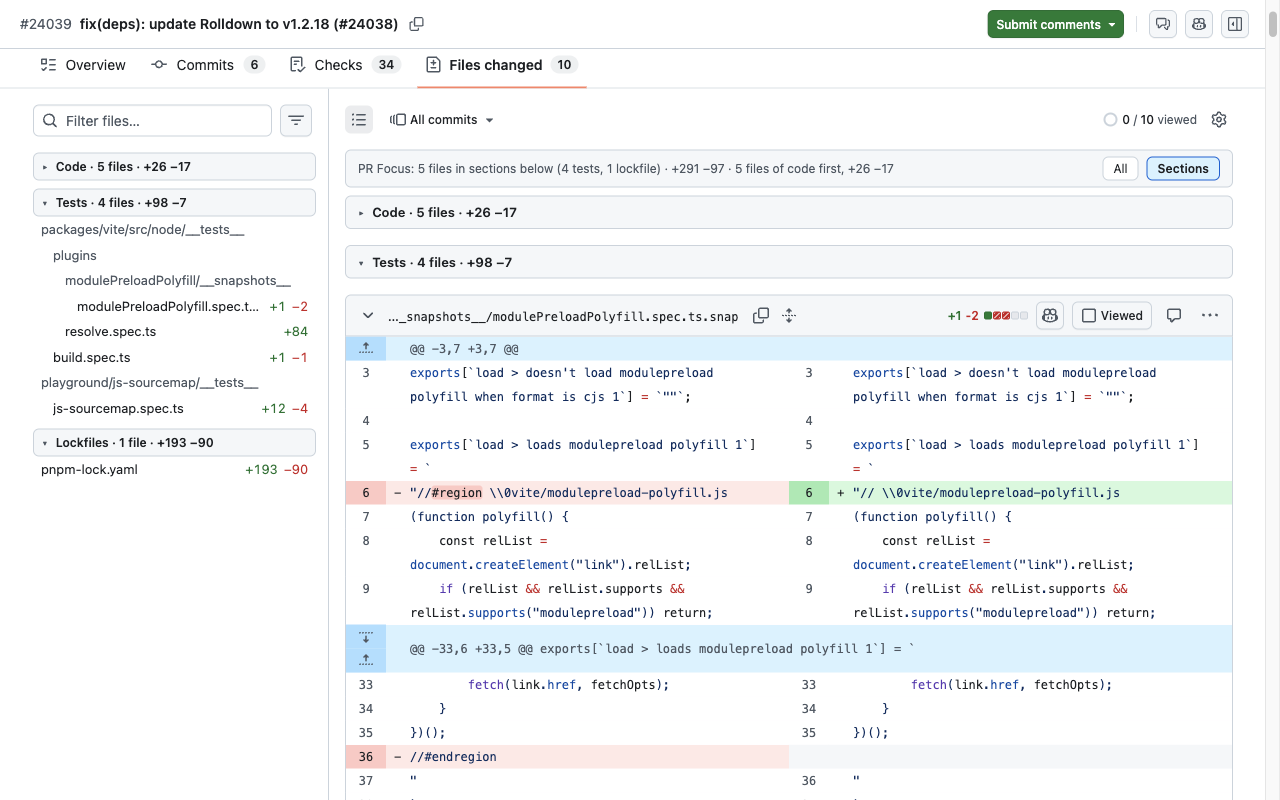 #24039 fix(deps): update Rolldown to v1.2.18 (#24038)
Submit comments
Overview
Commits 6
Checks 34
Files changed 10
Filter files...
Code · 5 files · +26 −17
Tests · 4 files · +98 −7
packages/vite/src/node/__tests__
plugins
modulePreloadPolyfill/__snapshots__
modulePreloadPolyfill.spec.t... +1 −2
resolve.spec.ts +84
build.spec.ts +1 −1
playground/js-sourcemap/__tests__
js-sourcemap.spec.ts +12 −4
Lockfiles · 1 file · +193 −90
pnpm-lock.yaml +193 −90
All commits
0 / 10 viewed
PR Focus: 5 files in sections below (4 tests, 1 lockfile) · +291 −97 · 5 files of code first, +26 −17
All
Sections
Code · 5 files · +26 −17
Tests · 4 files · +98 −7
..._snapshots__/modulePreloadPolyfill.spec.ts.snap
+1 -2
Viewed
@@ -3,7 +3,7 @@
3 exports[`load > doesn't load modulepreload
polyfill when format is cjs 1`] = `""`;
4
5 exports[`load > loads modulepreload polyfill 1`]
= `
6 − "//#region \\0vite/modulepreload-polyfill.js
7 (function polyfill() {
8 const relList =
document.createElement("link").relList;
9 if (relList && relList.supports &&
relList.supports("modulepreload")) return;
3 exports[`load > doesn't load modulepreload
polyfill when format is cjs 1`] = `""`;
4
5 exports[`load > loads modulepreload polyfill 1`]
= `
6 + "// \\0vite/modulepreload-polyfill.js
7 (function polyfill() {
8 const relList =
document.createElement("link").relList;
9 if (relList && relList.supports &&
relList.supports("modulepreload")) return;
@@ -33,6 +33,5 @@ exports[`load > loads modulepreload polyfill 1`] = `
33 fetch(link.href, fetchOpts);
34 }
35 })();
36 − //#endregion
37 "
33 fetch(link.href, fetchOpts);
34 }
35 })();
36 "